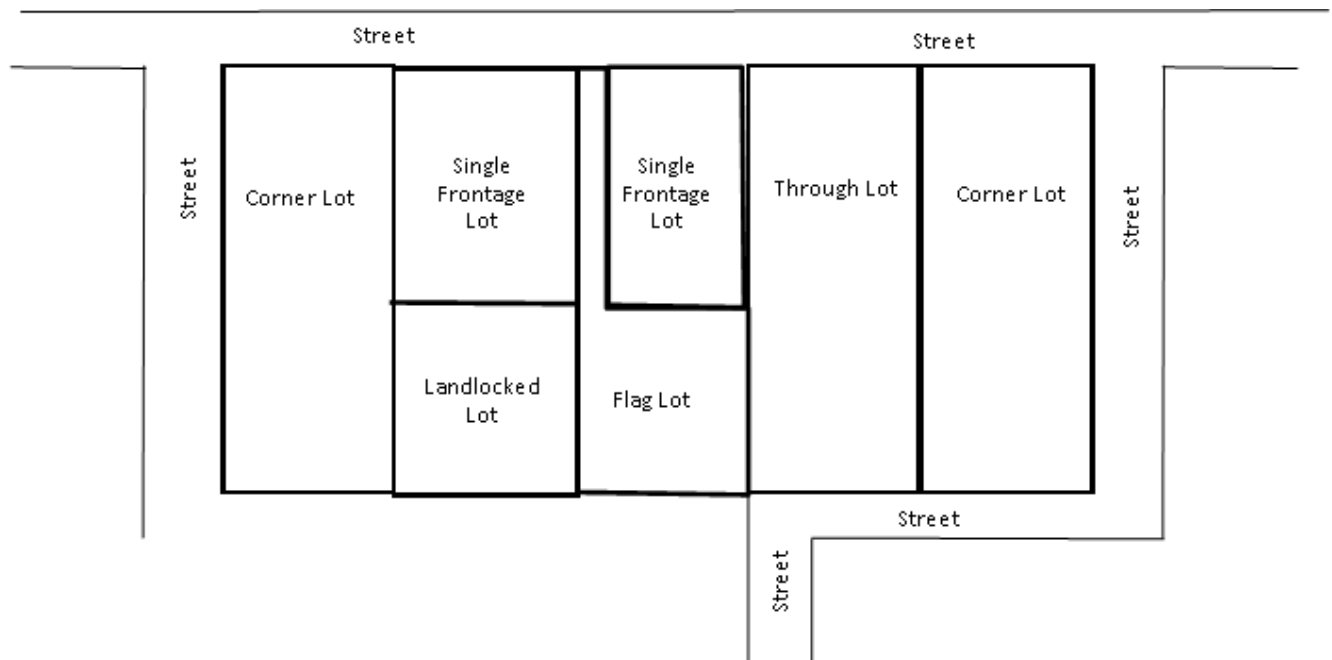 Street
Street
Street
Corner Lot
Single
Frontage
Lot
Single
Frontage
Lot
Through Lot
Corner Lot
Street
Landlocked
Lot
Flag Lot
Street
Street